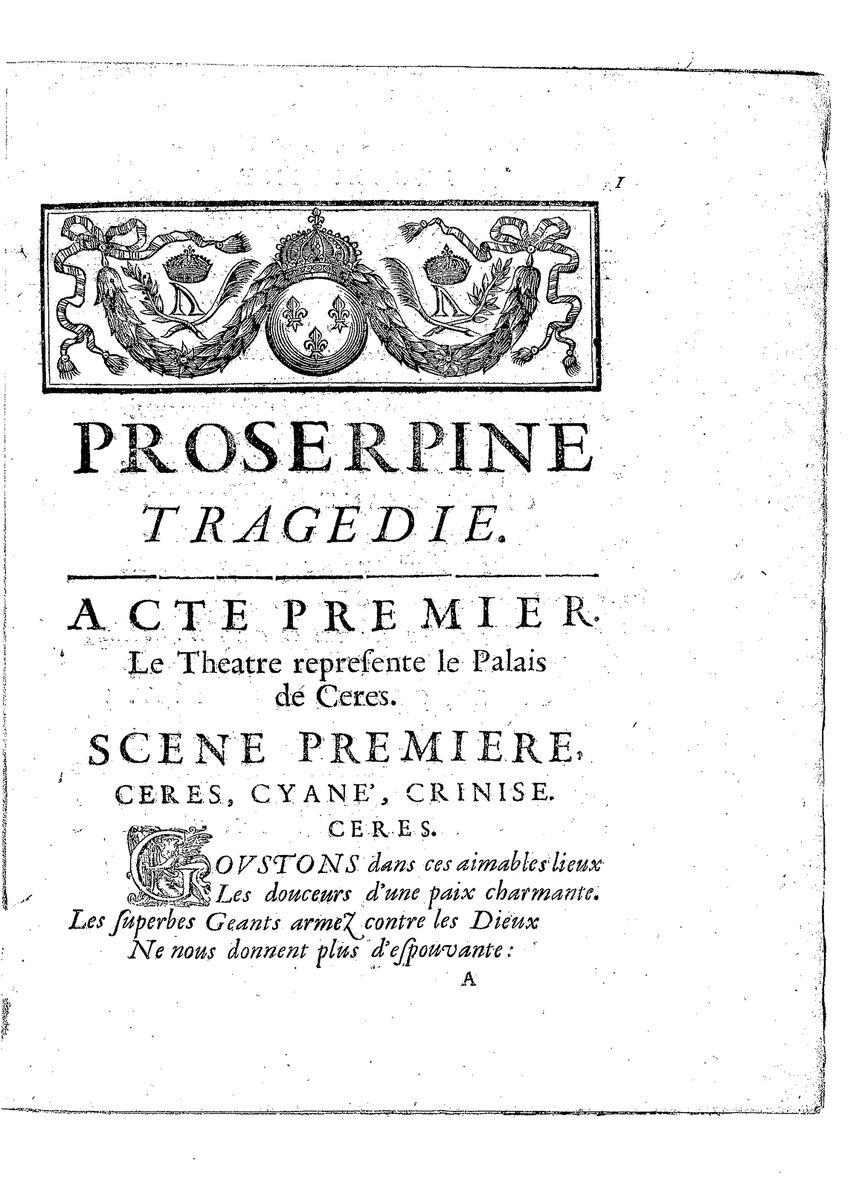 1
PROSERPINE
TRAGEDIE.
ACTE PREMIER.
Le Theatre repreſente le Palais
de Ceres.
SCENE PREMIERE,
CERES, CYANE', CRINISE.
CERES.
GOVSTONS dans ces aimables lieux
Les douceurs d'une paix charmante.
Les ſuperbes Geants armeZ contre les Dieux
Ne nous donnent plus d'eſpouvante:
A